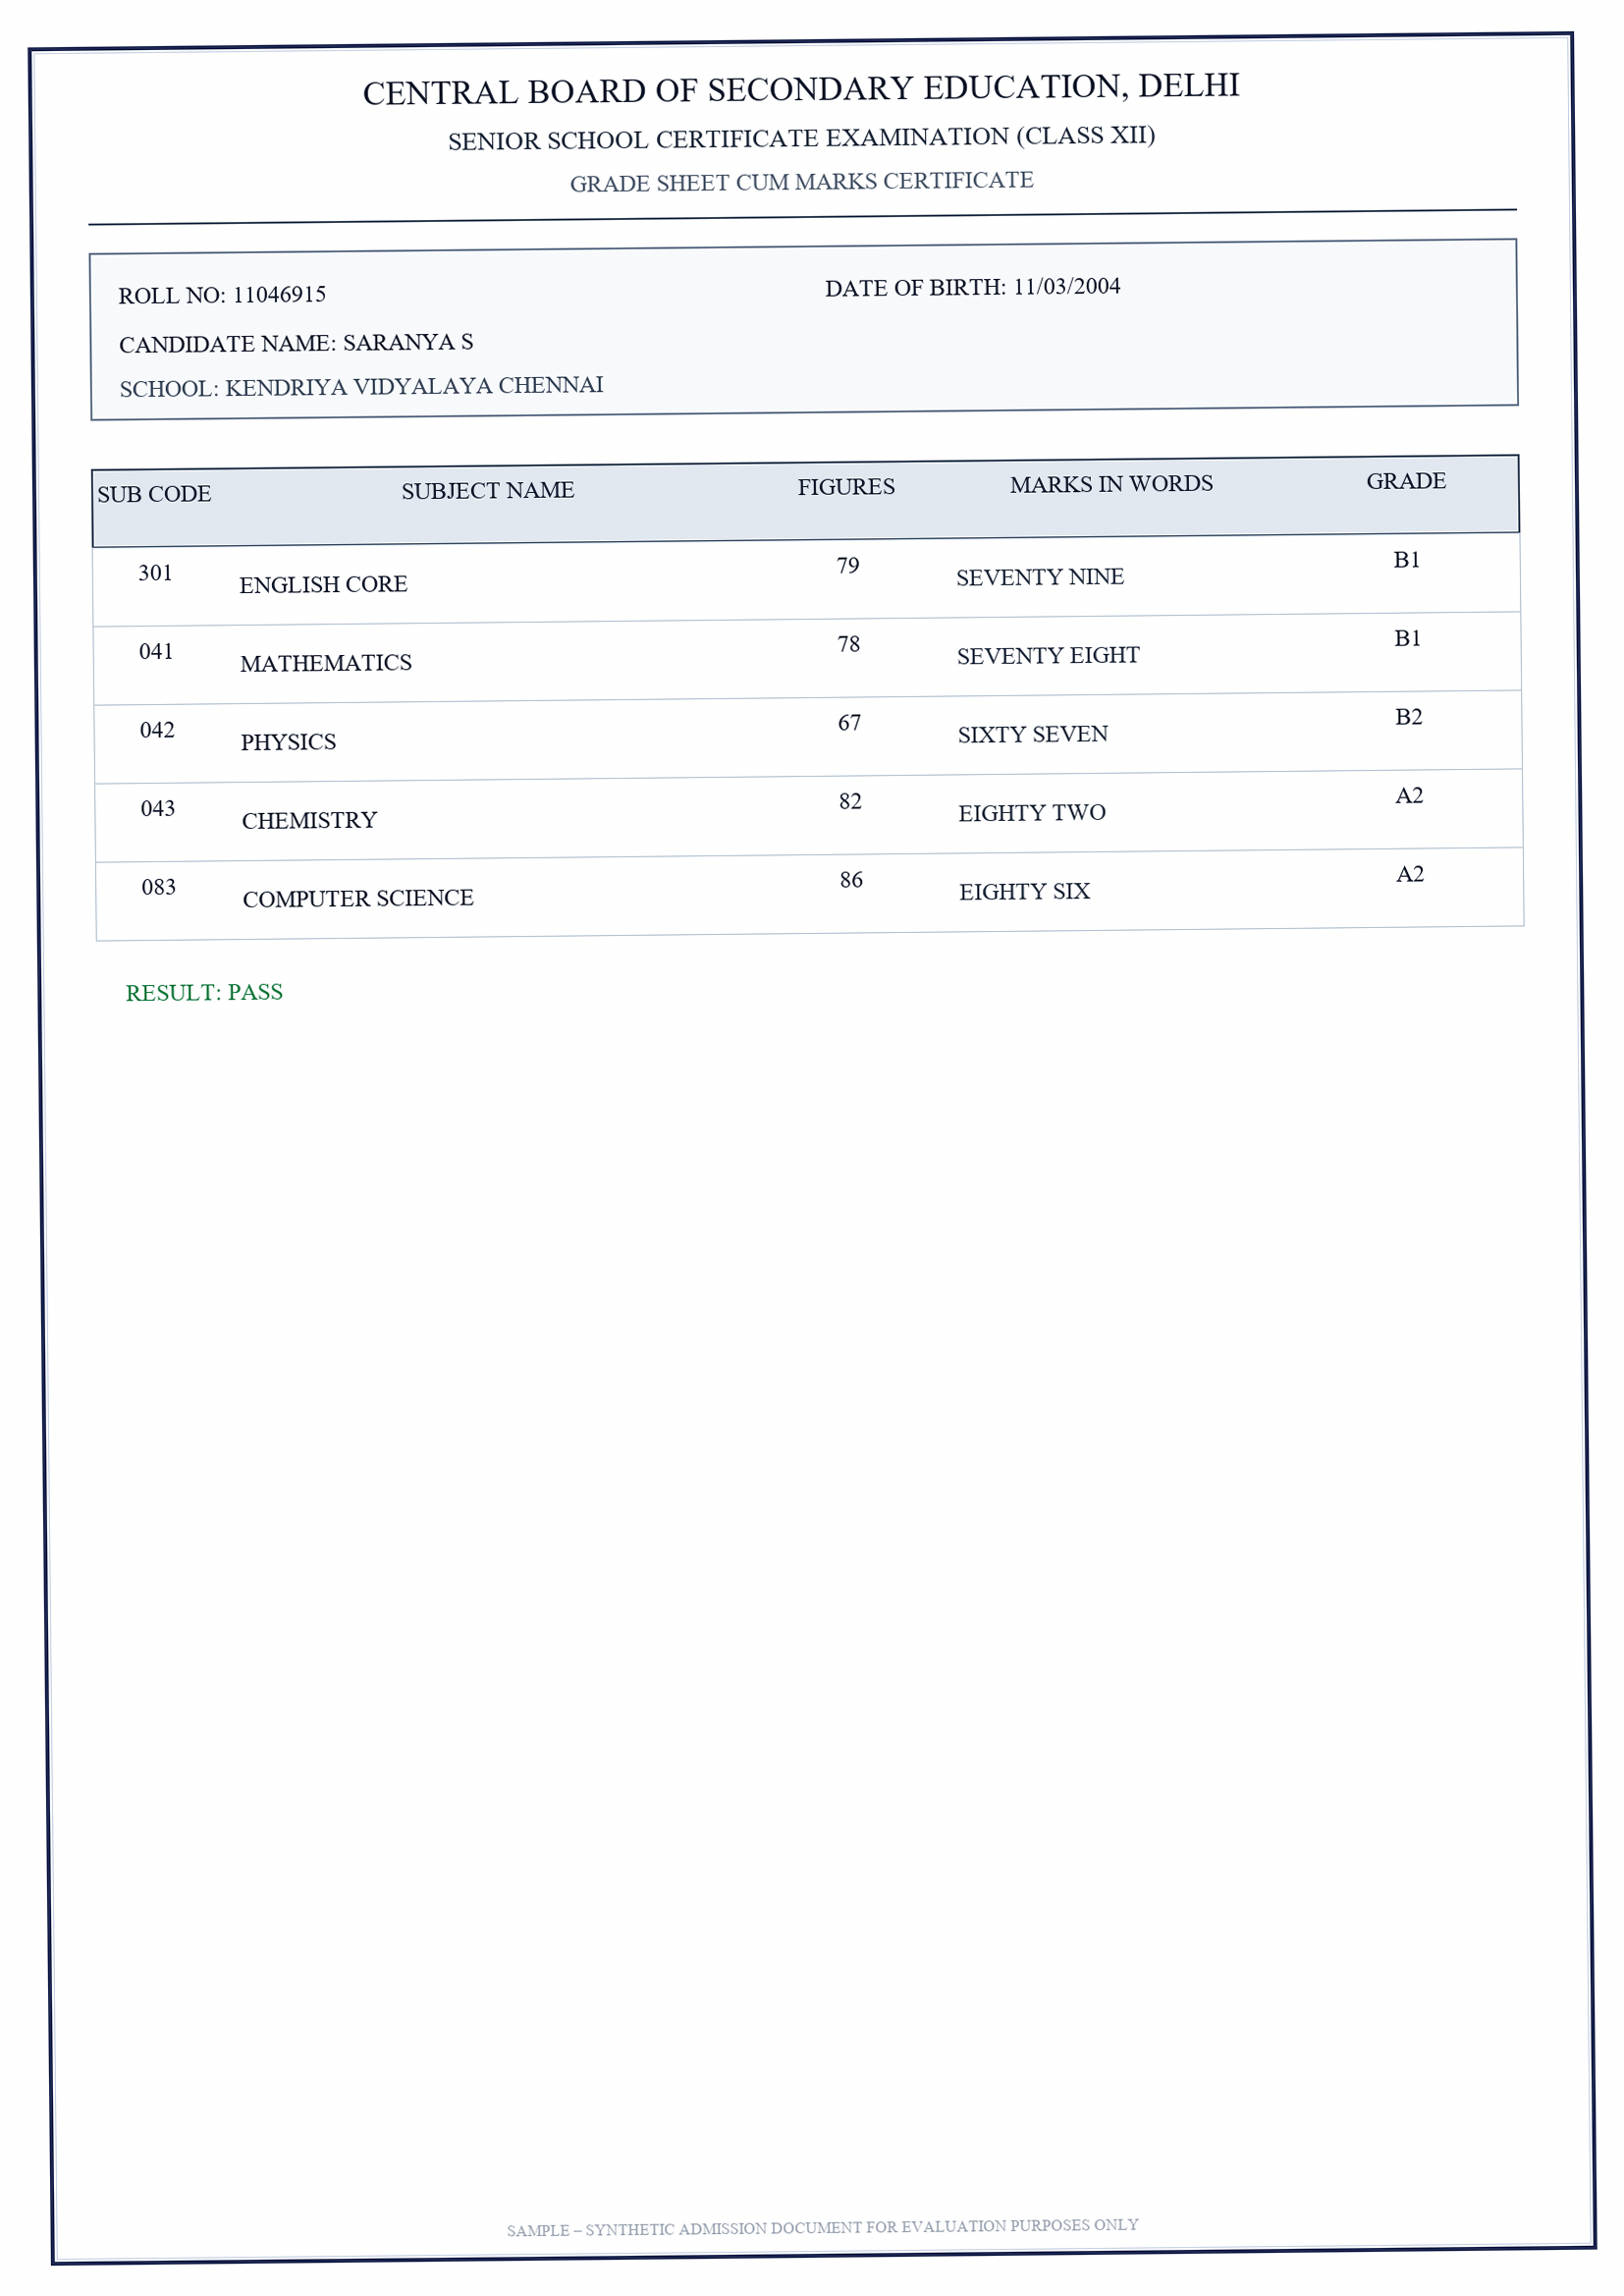 CENTRAL BOARD OF SECONDARY EDUCATION, DELHI
SENIOR SCHOOL CERTIFICATE EXAMINATION (CLASS XII)
GRADE SHEET CUM MARKS CERTIFICATE
ROLL NO: 11046915 DATE OF BIRTH: 11/03/2004
CANDIDATE NAME: SARANYA S
SCHOOL: KENDRIYA VIDYALAYA CHENNAI
SUB CODE SUBJECT NAME FIGURES MARKS IN WORDS GRADE
301 ENGLISH CORE 79 SEVENTY NINE B1
041 MATHEMATICS 78 SEVENTY EIGHT B1
042 PHYSICS 67 SIXTY SEVEN B2
043 CHEMISTRY 82 EIGHTY TWO A2
083 COMPUTER SCIENCE 86 EIGHTY SIX A2
RESULT: PASS
SAMPLE – SYNTHETIC ADMISSION DOCUMENT FOR EVALUATION PURPOSES ONLY